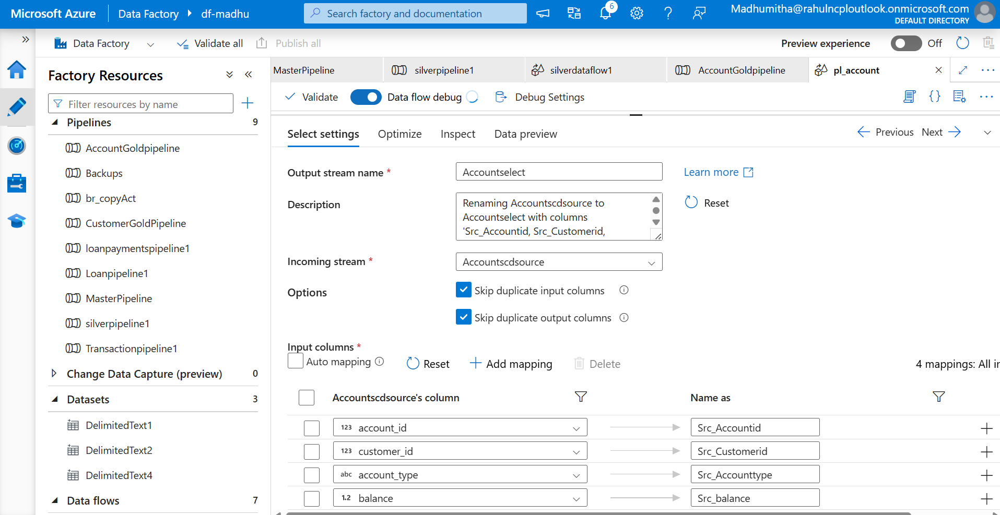 Microsoft Azure
Data Factory
df-madhu
Search factory and documentation
6
Madhumitha@rahulncploutlook.onmicrosoft.com
DEFAULT DIRECTORY
Data Factory
Validate all
Publish all
Preview experience
Off
Factory Resources
Filter resources by name
Pipelines 9
AccountGoldpipeline
Backups
br_copyAct
CustomerGoldPipeline
loanpaymentspipeline1
Loanpipeline1
MasterPipeline
silverpipeline1
Transactionpipeline1
Change Data Capture (preview) 0
Datasets 3
DelimitedText1
DelimitedText2
DelimitedText4
Data flows 7
MasterPipeline
silverpipeline1
silverdataflow1
AccountGoldpipeline
pl_account
Validate
Data flow debug
Debug Settings
Select settings
Optimize
Inspect
Data preview
Previous
Next
Output stream name *
Accountselect
Learn more
Description
Renaming Accountscdsource to
Accountselect with columns
'Src_Accountid, Src_Customerid,
Reset
Incoming stream *
Accountscdsource
Options
Skip duplicate input columns
Skip duplicate output columns
Input columns *
Auto mapping
Reset
Add mapping
Delete
4 mappings: All ir
Accountscdsource's column
Name as
123 account_id
Src_Accountid
123 customer_id
Src_Customerid
abc account_type
Src_Accounttype
1.2 balance
Src_balance